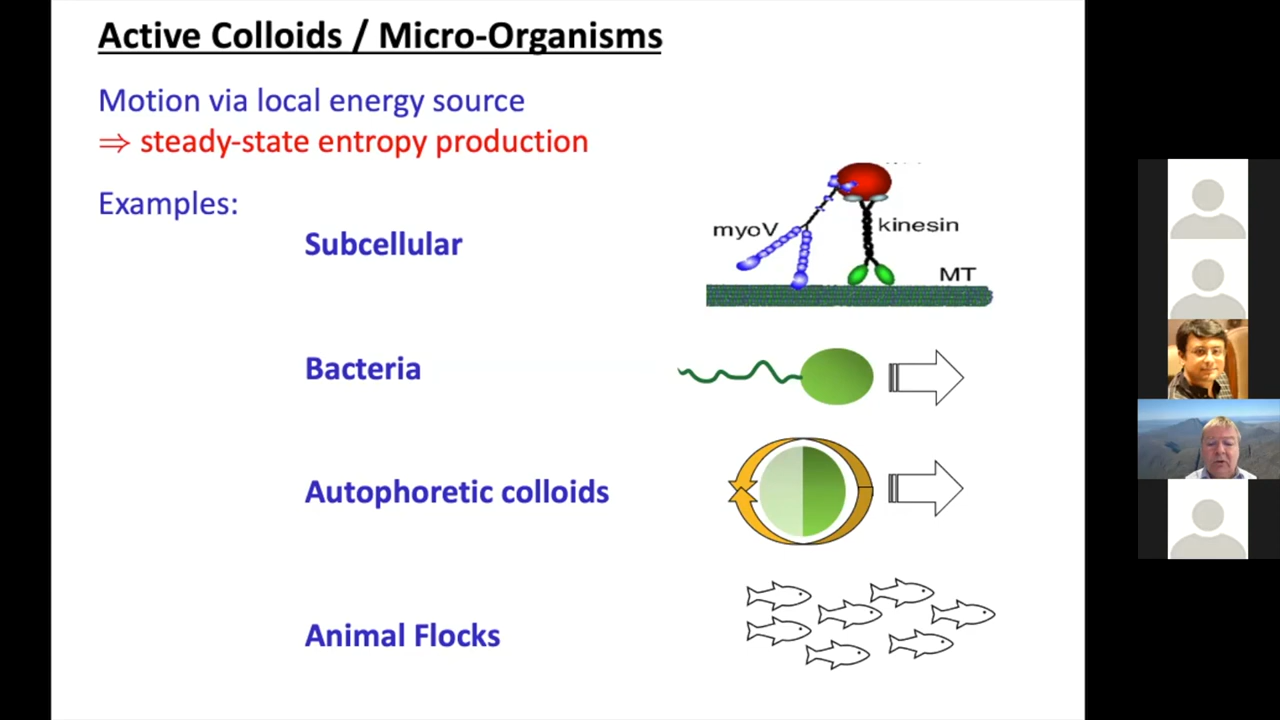 Active Colloids / Micro-Organisms
Motion via local energy source
⇒ steady-state entropy production
Examples:
Subcellular
myoV
kinesin
MT
Bacteria
Autophoretic colloids
Animal Flocks